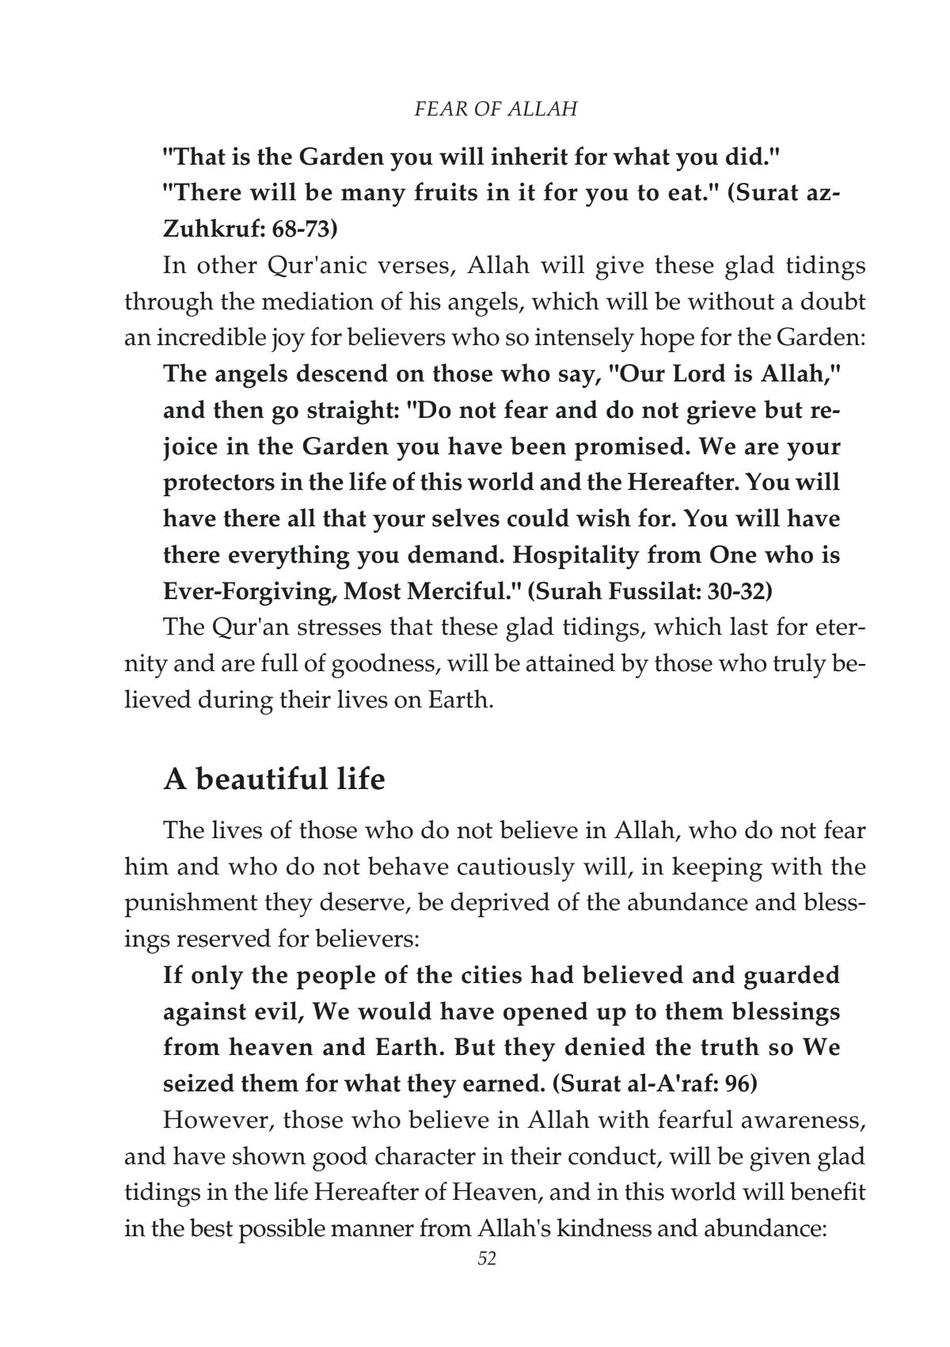 FEAR OF ALLAH
"That is the Garden you will inherit for what you did."
"There will be many fruits in it for you to eat." (Surat az-
Zuhkruf: 68-73)
In other Qur'anic verses, Allah will give these glad tidings
through the mediation of his angels, which will be without a doubt
an incredible joy for believers who so intensely hope for the Garden:
The angels descend on those who say, "Our Lord is Allah,"
and then go straight: "Do not fear and do not grieve but re-
joice in the Garden you have been promised. We are your
protectors in the life of this world and the Hereafter. You will
have there all that your selves could wish for. You will have
there everything you demand. Hospitality from One who is
Ever-Forgiving, Most Merciful." (Surah Fussilat: 30-32)
The Qur'an stresses that these glad tidings, which last for eter-
nity and are full of goodness, will be attained by those who truly be-
lieved during their lives on Earth.
A beautiful life
The lives of those who do not believe in Allah, who do not fear
him and who do not behave cautiously will, in keeping with the
punishment they deserve, be deprived of the abundance and bless-
ings reserved for believers:
If only the people of the cities had believed and guarded
against evil, We would have opened up to them blessings
from heaven and Earth. But they denied the truth so We
seized them for what they earned. (Surat al-A'raf: 96)
However, those who believe in Allah with fearful awareness,
and have shown good character in their conduct, will be given glad
tidings in the life Hereafter of Heaven, and in this world will benefit
in the best possible manner from Allah's kindness and abundance:
52